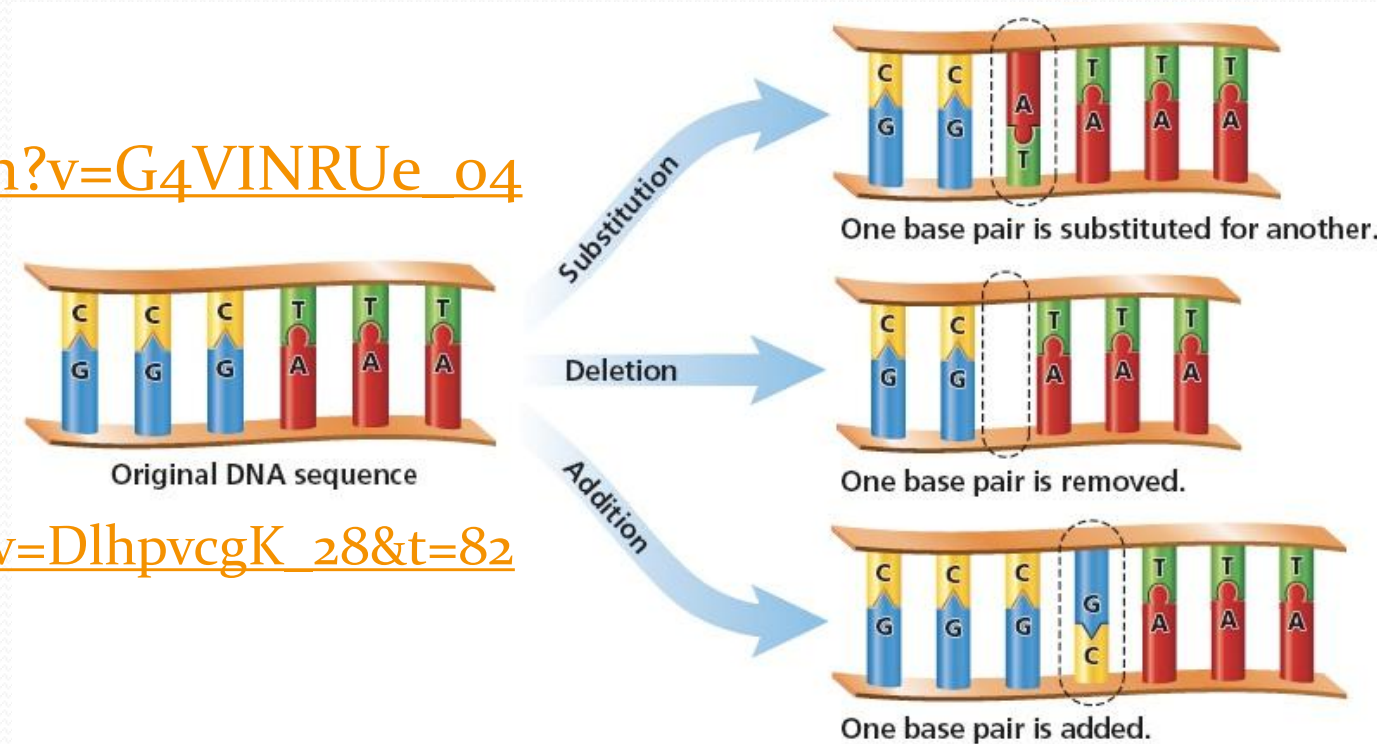 h?v=G4VINRUe_04
v=DlhpvcgK_28&t=82
C C C T T T
G G G A A A
Original DNA sequence
Substitution
Deletion
Addition
C C A T T T
G G T A A A
One base pair is substituted for another.
C C T T T
G G A A A
One base pair is removed.
C C C G T T T
G G G C A A A
One base pair is added.